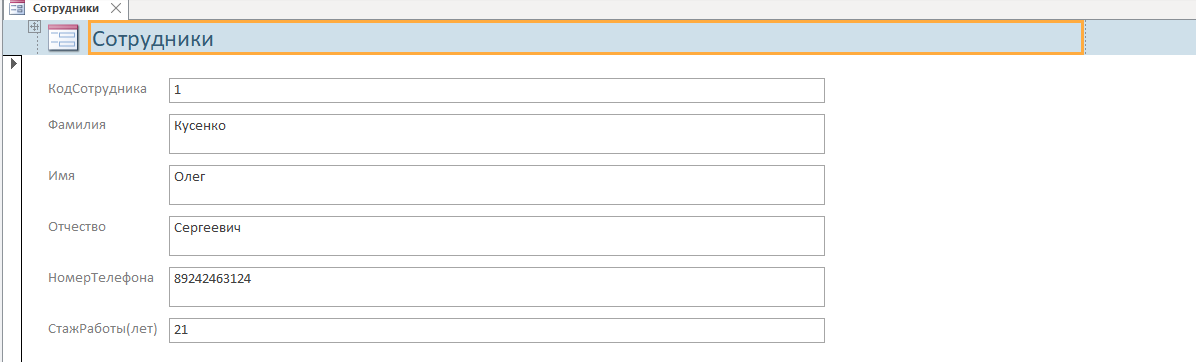 Сотрудники
Сотрудники
КодСотрудника 1
Фамилия Кусенко
Имя Олег
Отчество Сергеевич
НомерТелефона 89242463124
СтажРаботы(лет) 21